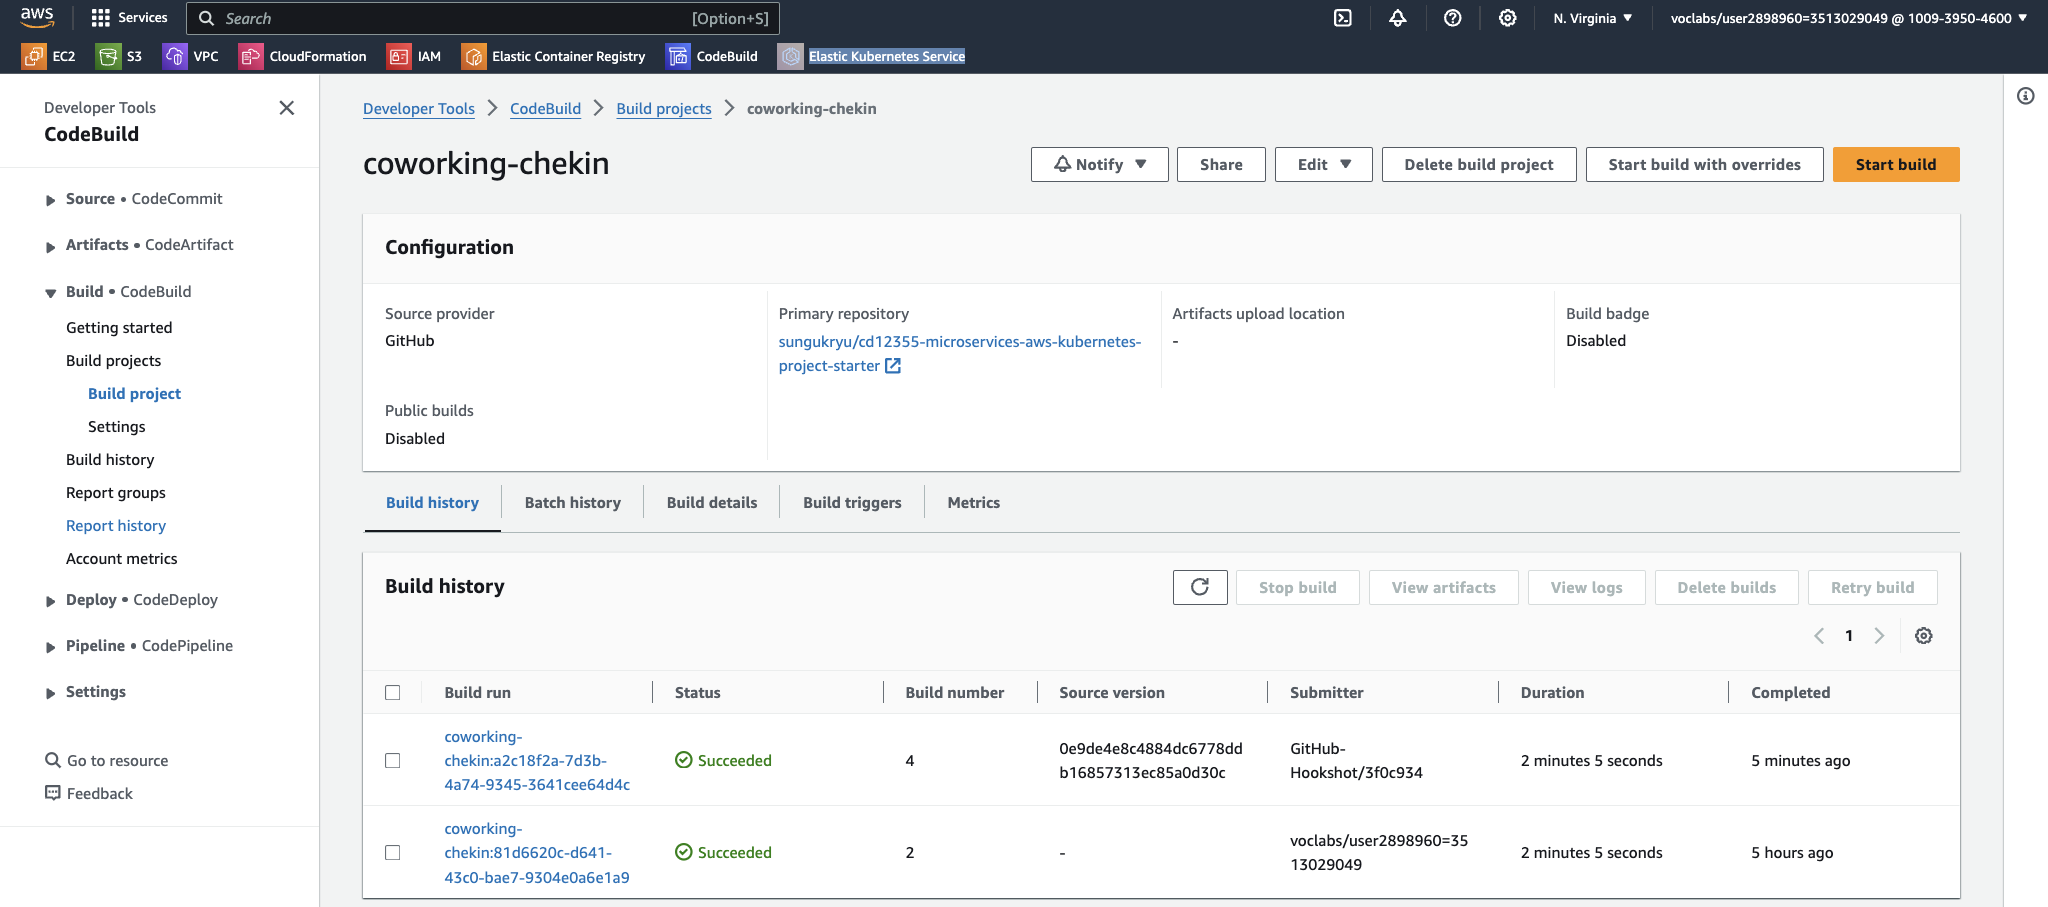 aws
Services
Search
[Option+S]
N. Virginia
voclabs/user2898960=3513029049 @ 1009-3950-4600
EC2
S3
VPC
CloudFormation
IAM
Elastic Container Registry
CodeBuild
Elastic Kubernetes Service
Developer Tools
CodeBuild
Source • CodeCommit
Artifacts • CodeArtifact
Build • CodeBuild
Getting started
Build projects
Build project
Settings
Build history
Report groups
Report history
Account metrics
Deploy • CodeDeploy
Pipeline • CodePipeline
Settings
Go to resource
Feedback
Developer Tools
CodeBuild
Build projects
coworking-chekin
coworking-chekin
Notify
Share
Edit
Delete build project
Start build with overrides
Start build
Configuration
Source provider
GitHub
Primary repository
sungukryu/cd12355-microservices-aws-kubernetes-
project-starter
Artifacts upload location
-
Build badge
Disabled
Public builds
Disabled
Build history
Batch history
Build details
Build triggers
Metrics
Build history
Stop build
View artifacts
View logs
Delete builds
Retry build
1
Build run
Status
Build number
Source version
Submitter
Duration
Completed
coworking-
chekin:a2c18f2a-7d3b-
4a74-9345-3641cee64d4c
Succeeded
4
0e9de4e8c4884dc6778dd
b16857313ec85a0d30c
GitHub-
Hookshot/3f0c934
2 minutes 5 seconds
5 minutes ago
coworking-
chekin:81d6620c-d641-
43c0-bae7-9304e0a6e1a9
Succeeded
2
-
voclabs/user2898960=35
13029049
2 minutes 5 seconds
5 hours ago